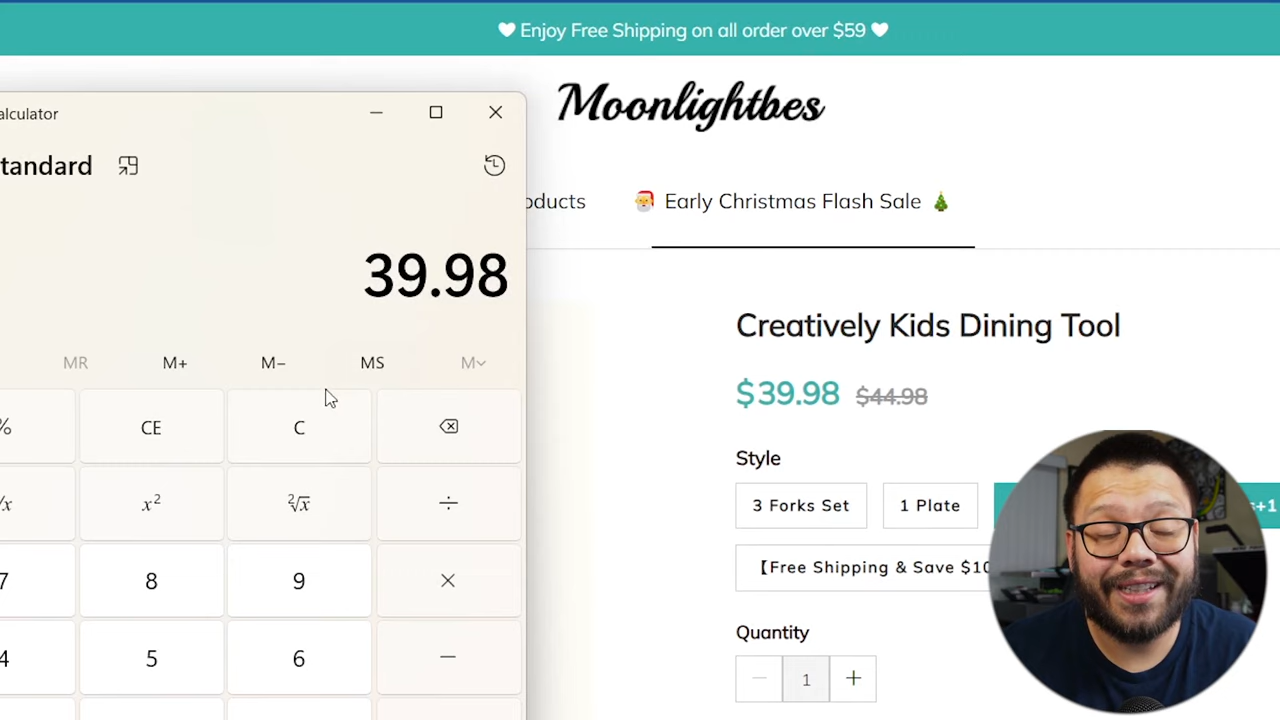 Enjoy Free Shipping on all order over $59
Moonlightbes
alculator
tandard
oducts
🎅 Early Christmas Flash Sale 🎄
39.98
MR M+ M− MS M
% CE C
x² ²√x ÷
7 8 9 ×
4 5 6 −
Creatively Kids Dining Tool
$39.98 $44.98
Style
3 Forks Set 1 Plate s+1
【Free Shipping & Save $10
Quantity
− 1 +